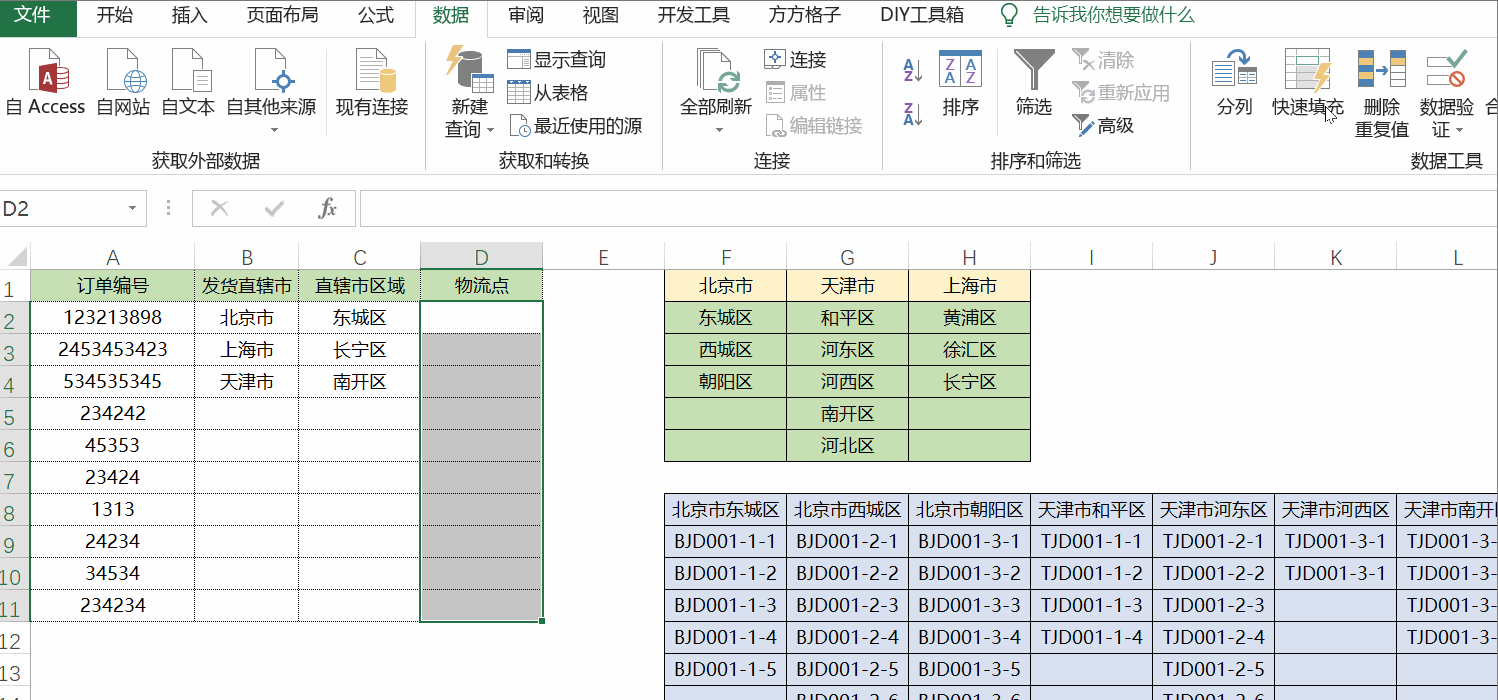 文件 开始 插入 页面布局 公式 数据 审阅 视图 开发工具 方方格子 DIY工具箱 告诉我你想要做什么
自 Access 自网站 自文本 自其他来源 现有连接
获取外部数据
新建
查询
显示查询
从表格
最近使用的源
获取和转换
全部刷新
连接
属性
编辑链接
连接
A
Z
Z
A
Z A
A Z
排序
筛选
清除
重新应用
高级
排序和筛选
分列
快速填充
删除
重复值
数据验
证
数据工具
D2 fx
A B C D E F G H I J K L
1 订单编号 发货直辖市 直辖市区域 物流点 北京市 天津市 上海市
2 123213898 北京市 东城区 东城区 和平区 黄浦区
3 2453453423 上海市 长宁区 西城区 河东区 徐汇区
4 534535345 天津市 南开区 朝阳区 河西区 长宁区
5 234242 南开区
6 45353 河北区
7 23424
8 1313 北京市东城区 北京市西城区 北京市朝阳区 天津市和平区 天津市河东区 天津市河西区 天津市南开
9 24234 BJD001-1-1 BJD001-2-1 BJD001-3-1 TJD001-1-1 TJD001-2-1 TJD001-3-1 TJD001-3-
10 34534 BJD001-1-2 BJD001-2-2 BJD001-3-2 TJD001-1-2 TJD001-2-2 TJD001-3-1 TJD001-3-
11 234234 BJD001-1-3 BJD001-2-3 BJD001-3-3 TJD001-1-3 TJD001-2-3 TJD001-3-
12 BJD001-1-4 BJD001-2-4 BJD001-3-4 TJD001-1-4 TJD001-2-4 TJD001-3-
13 BJD001-1-5 BJD001-2-5 BJD001-3-5 TJD001-2-5